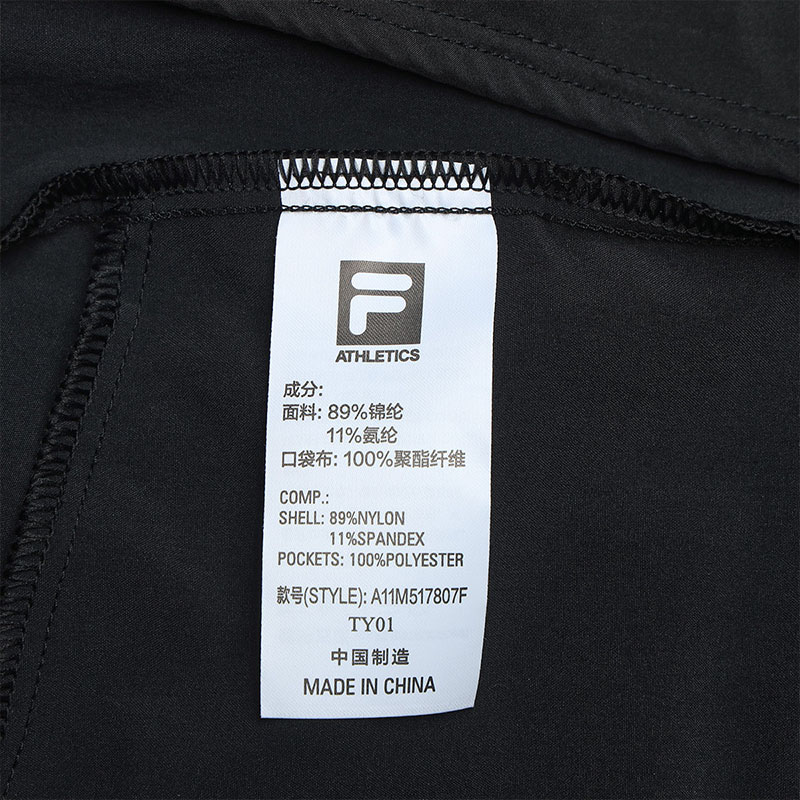 F
ATHLETICS
成分:
面料: 89%锦纶
11%氨纶
口袋布: 100%聚酯纤维
COMP.:
SHELL: 89%NYLON
11%SPANDEX
POCKETS: 100%POLYESTER
款号(STYLE): A11M517807F
TY01
中国制造
MADE IN CHINA